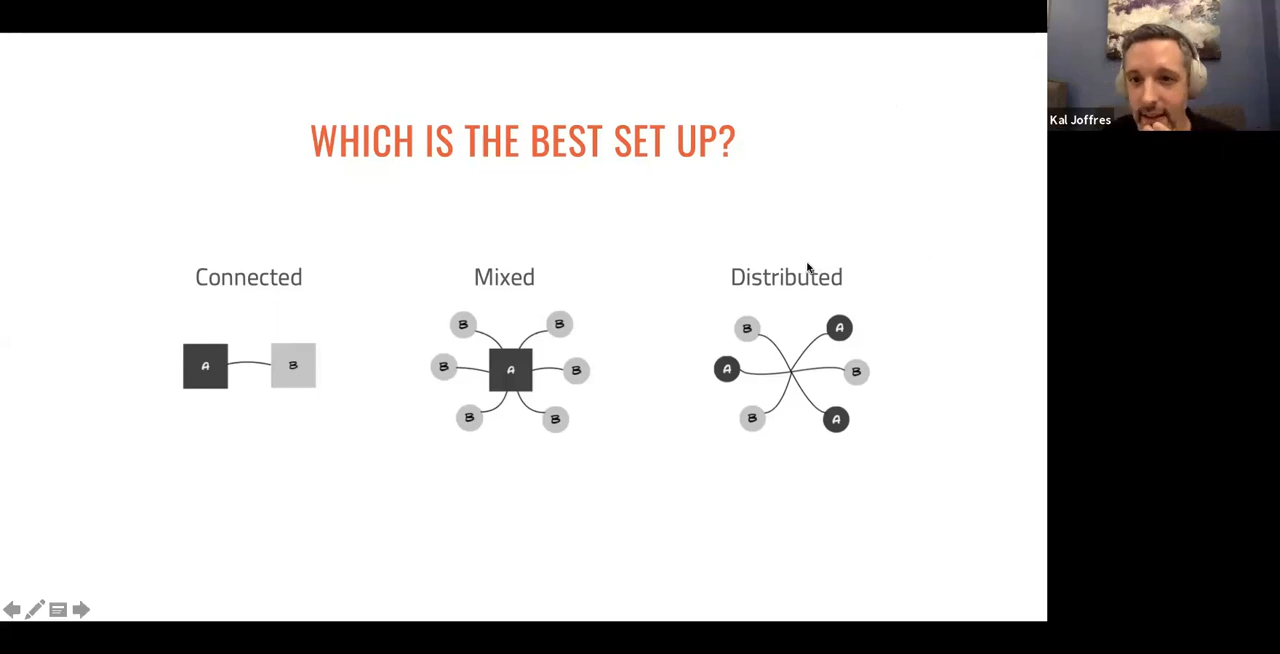 WHICH IS THE BEST SET UP?
Kal Joffres
Connected
Mixed
Distributed
A B
B B
B A B
B B
B A
A B
B A